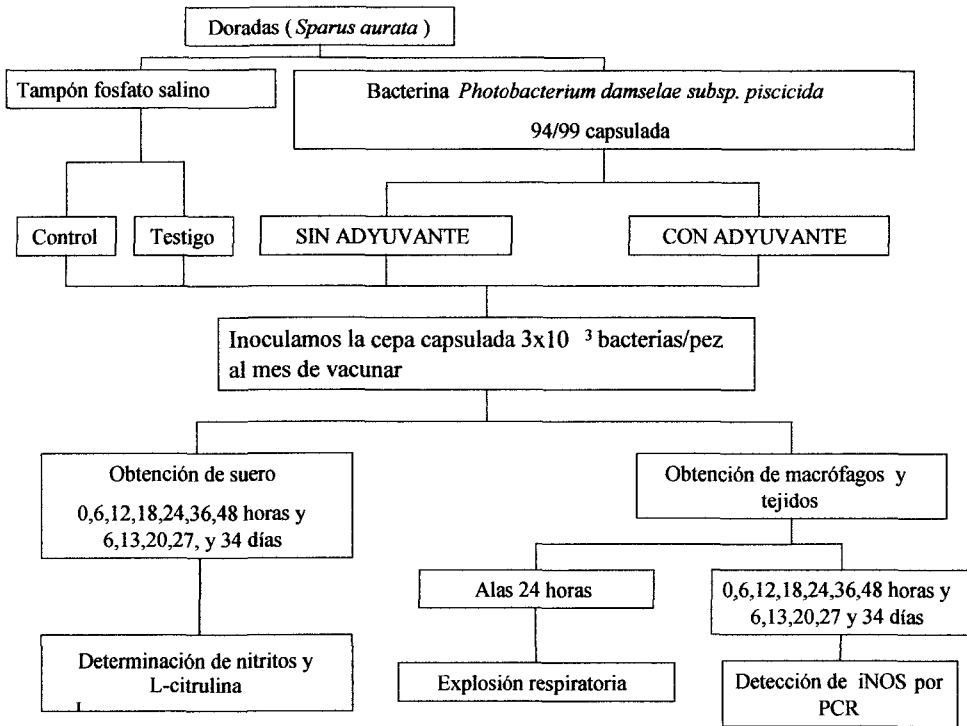 Doradas ( Sparus aurata )
Tampón fosfato salino
Bacterina Photobacterium damselae subsp. piscicida
94/99 capsulada
Control
Testigo
SIN ADYUVANTE
CON ADYUVANTE
Inoculamos la cepa capsulada 3x10 ³ bacterias/pez
al mes de vacunar
Obtención de suero
0,6,12,18,24,36,48 horas y
6,13,20,27, y 34 días
Obtención de macrófagos y
tejidos
Alas 24 horas
0,6,12,18,24,36,48 horas y
6,13,20,27 y 34 días
Determinación de nitritos y
L-citrulina
Explosión respiratoria
Detección de iNOS por
PCR